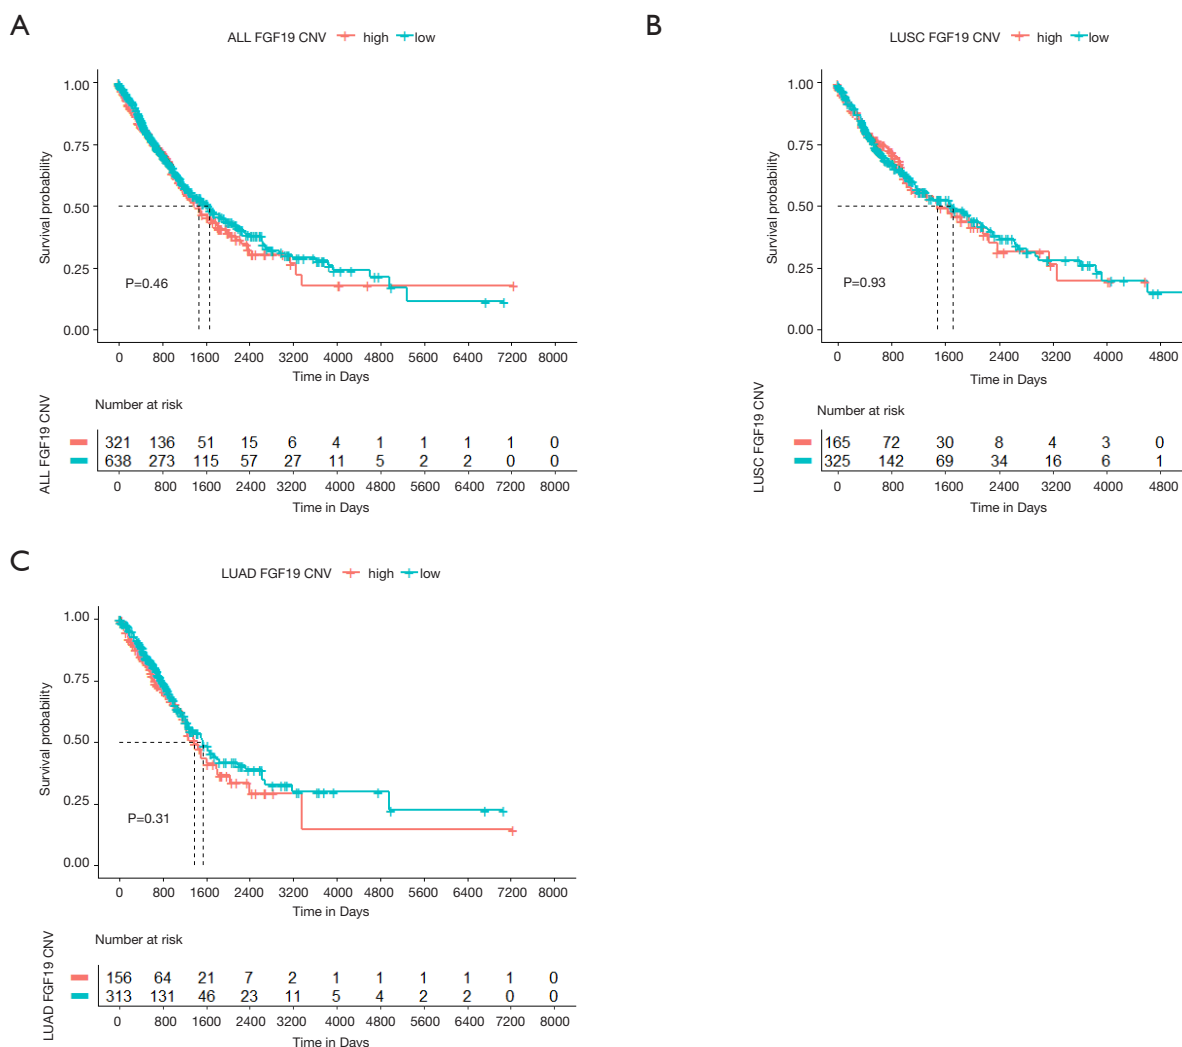 A
ALL FGF19 CNV high low
Survival probability
1.00
0.75
0.50
0.25
0.00
P=0.46
0 800 1600 2400 3200 4000 4800 5600 6400 7200 8000
Time in Days
Number at risk
ALL FGF19 CNV
321 136 51 15 6 4 1 1 1 1 0
638 273 115 57 27 11 5 2 2 0 0
0 800 1600 2400 3200 4000 4800 5600 6400 7200 8000
Time in Days
B
LUSC FGF19 CNV high low
Survival probability
1.00
0.75
0.50
0.25
0.00
P=0.93
0 800 1600 2400 3200 4000 4800
Time in Days
Number at risk
LUSC FGF19 CNV
165 72 30 8 4 3 0
325 142 69 34 16 6 1
0 800 1600 2400 3200 4000 4800
Time in Days
C
LUAD FGF19 CNV high low
Survival probability
1.00
0.75
0.50
0.25
0.00
P=0.31
0 800 1600 2400 3200 4000 4800 5600 6400 7200 8000
Time in Days
Number at risk
LUAD FGF19 CNV
156 64 21 7 2 1 1 1 1 1 0
313 131 46 23 11 5 4 2 2 0 0
0 800 1600 2400 3200 4000 4800 5600 6400 7200 8000
Time in Days